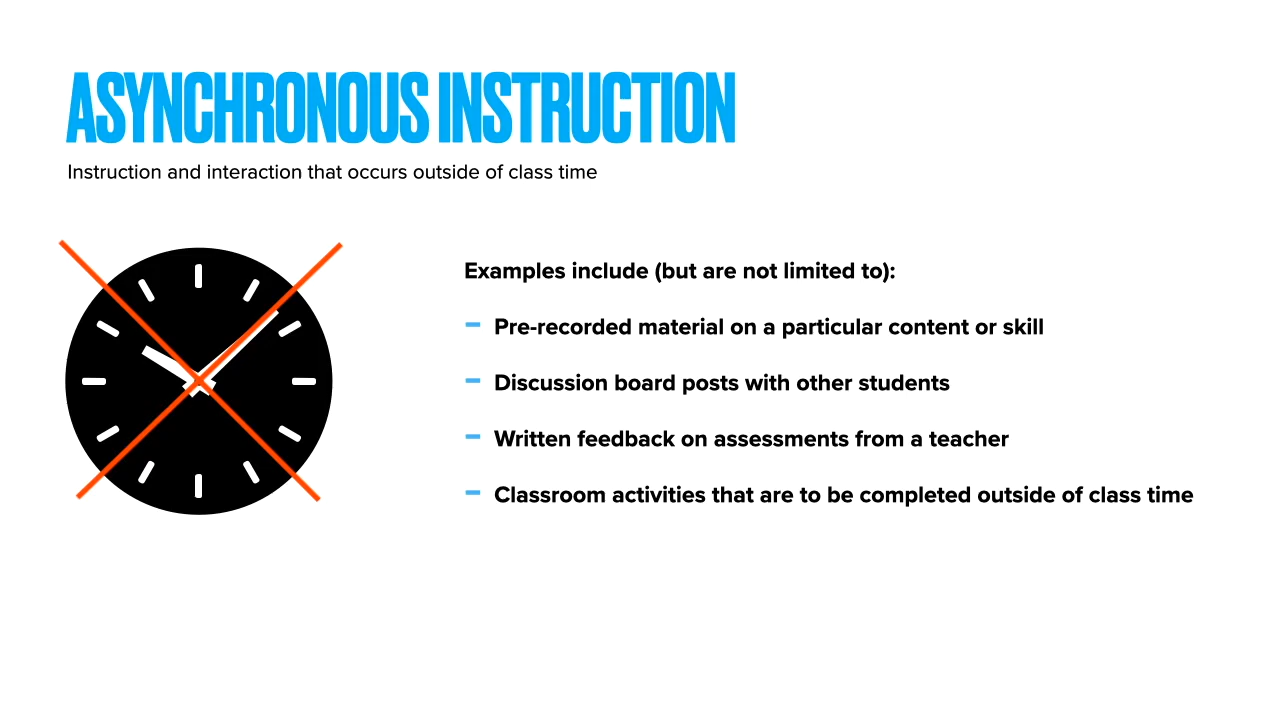 ASYNCHRONOUS INSTRUCTION
Instruction and interaction that occurs outside of class time
Examples include (but are not limited to):
- Pre-recorded material on a particular content or skill
- Discussion board posts with other students
- Written feedback on assessments from a teacher
- Classroom activities that are to be completed outside of class time